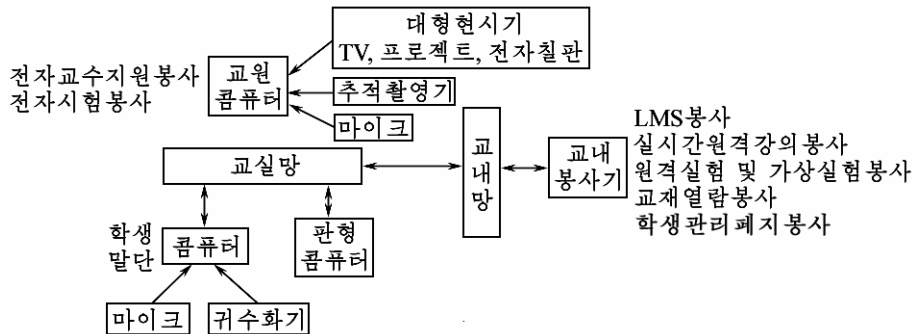 대형현시기
TV, 프로젝트, 전자칠판
전자교수지원봉사
전자시험봉사
교원
콤퓨터
추적촬영기
마이크
교실망
교
내
망
교내
봉사기
LMS봉사
실시간원격강의봉사
원격실험 및 가상실험봉사
교재열람봉사
학생관리페지봉사
학생
말단
콤퓨터
판형
콤퓨터
마이크
귀수화기